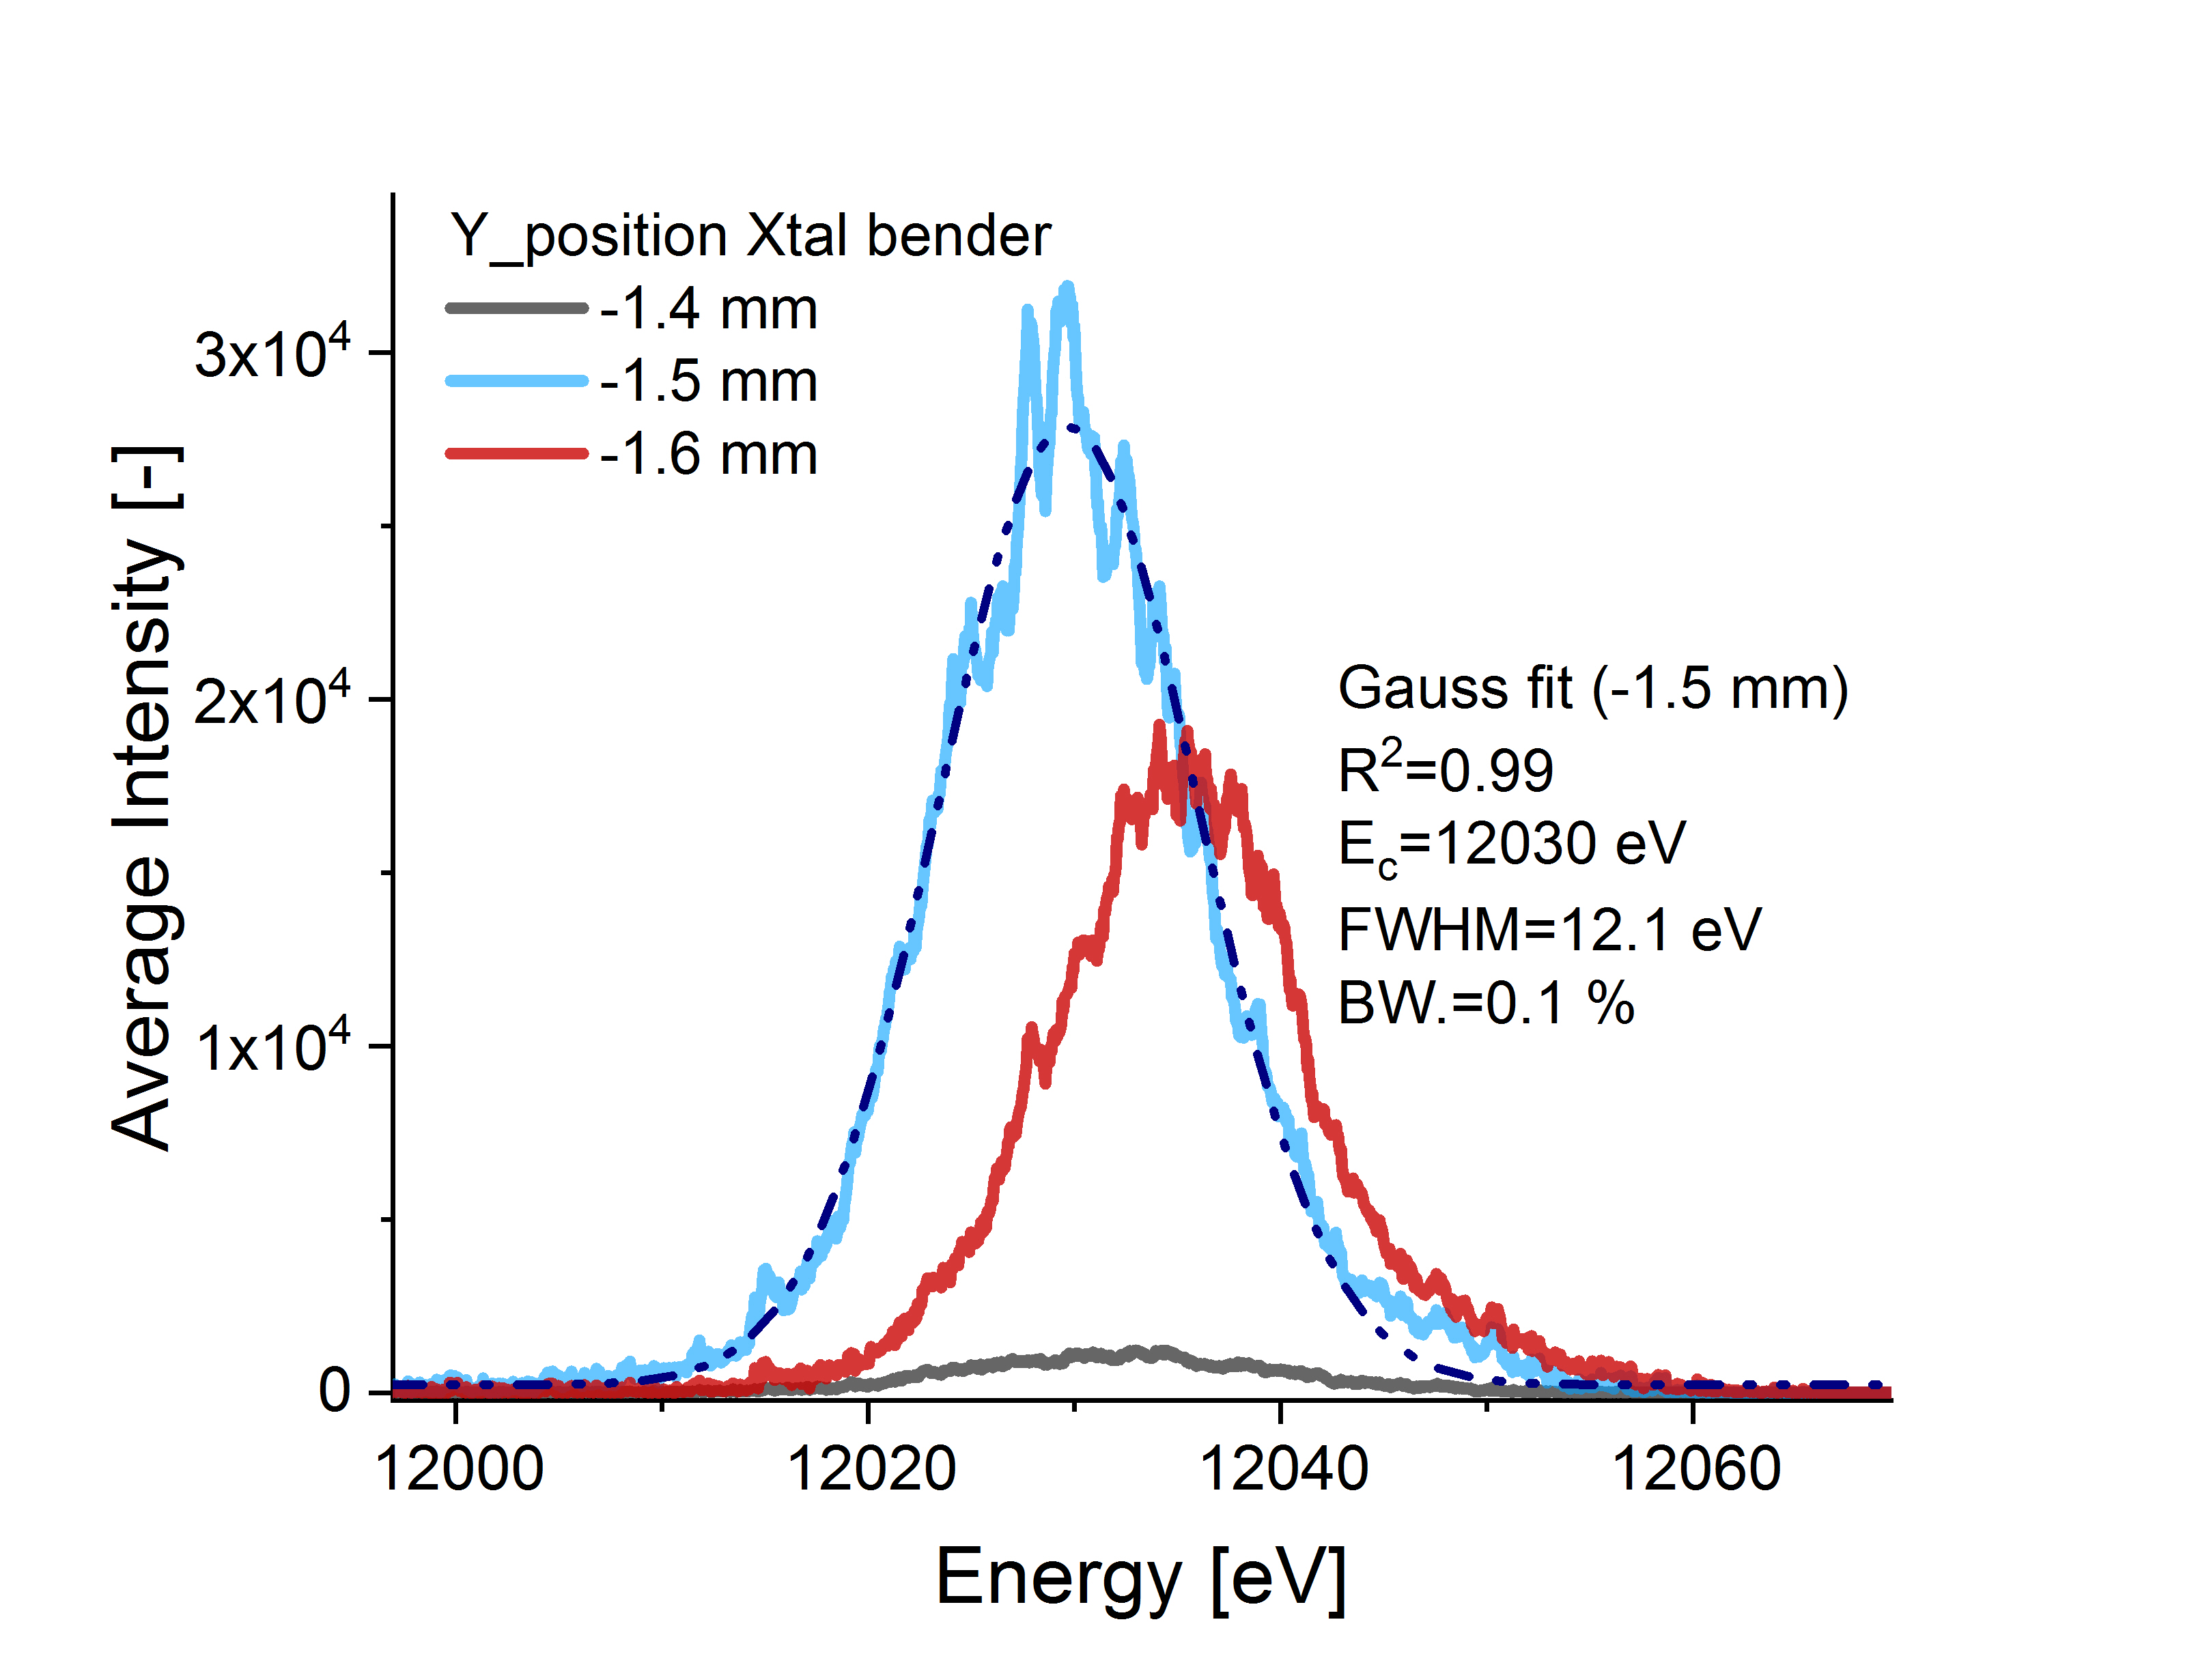 Y_position Xtal bender
-1.4 mm
-1.5 mm
-1.6 mm
3x10⁴
2x10⁴
1x10⁴
0
Average Intensity [-]
Gauss fit (-1.5 mm)
R²=0.99
E꜀=12030 eV
FWHM=12.1 eV
BW.=0.1 %
12000 12020 12040 12060
Energy [eV]